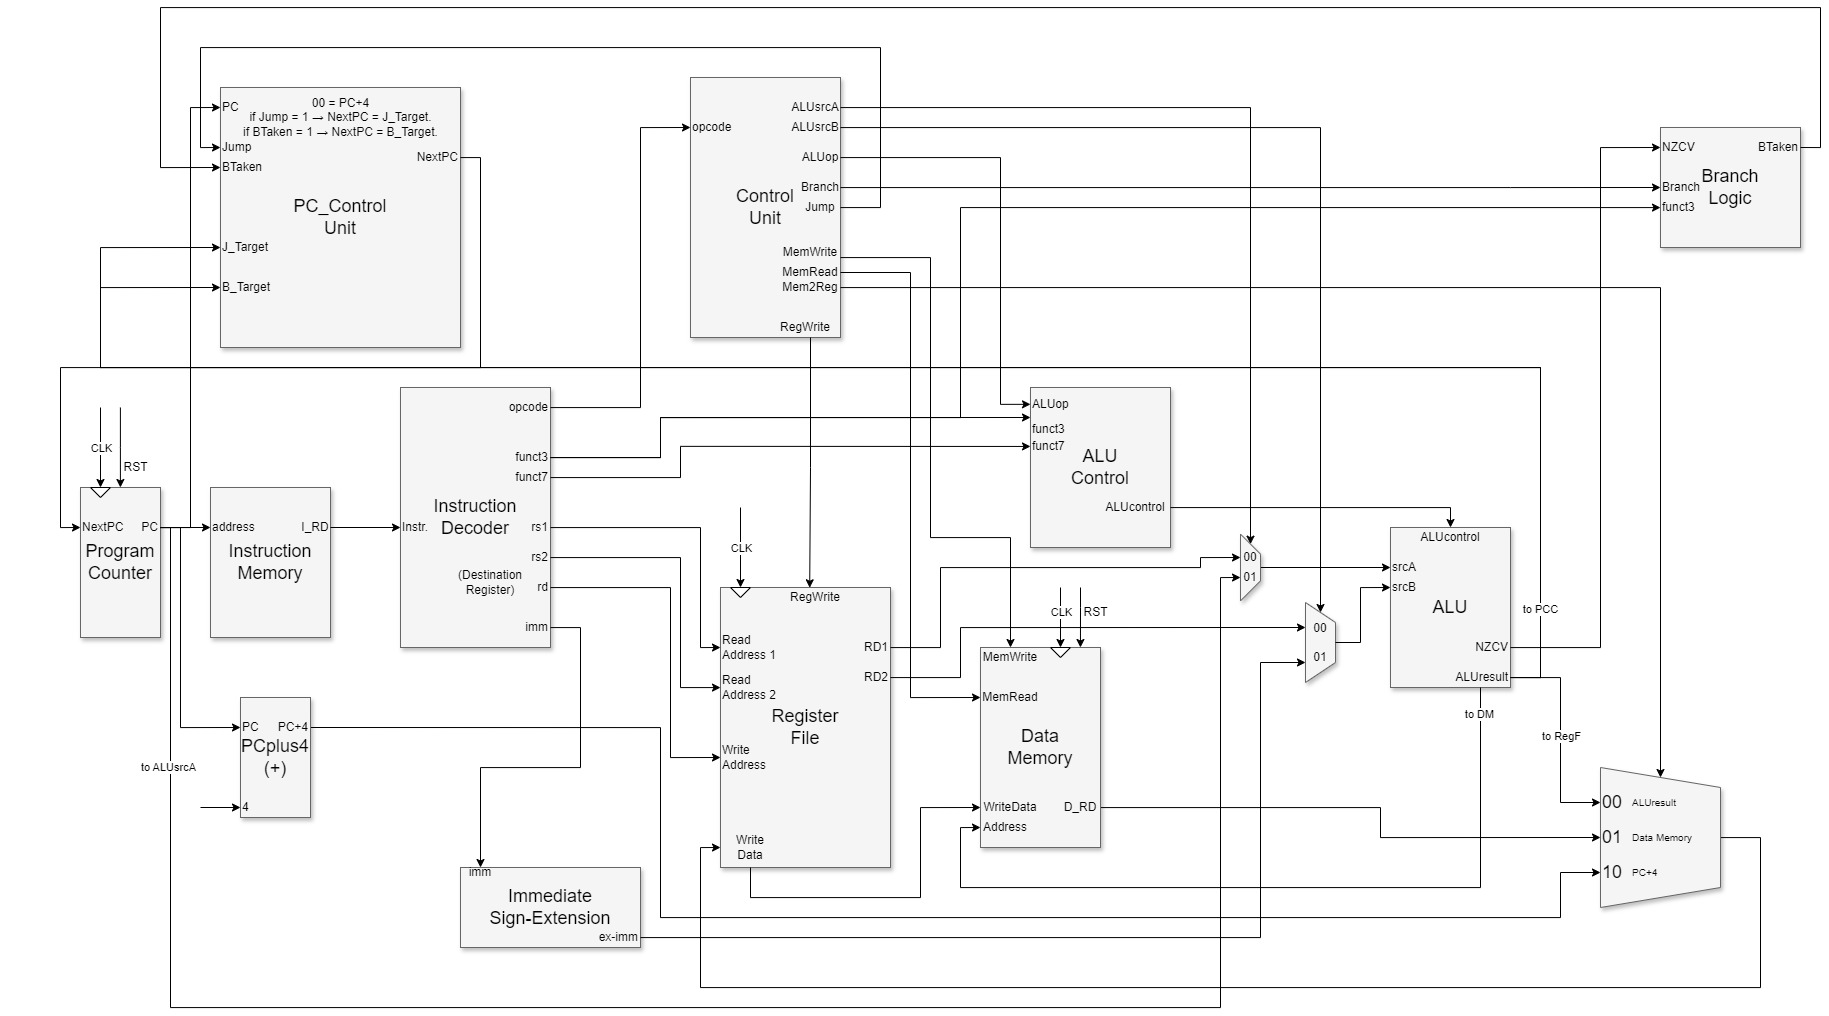 PC
00 = PC+4
if Jump = 1 → NextPC = J_Target.
if BTaken = 1 → NextPC = B_Target.
Jump
BTaken
NextPC
PC_Control
Unit
J_Target
B_Target
opcode
ALUsrcA
ALUsrcB
ALUop
Branch
Jump
Control
Unit
MemWrite
MemRead
Mem2Reg
RegWrite
NZCV
BTaken
Branch
funct3
Branch
Logic
CLK
RST
NextPC
PC
Program
Counter
address
I_RD
Instruction
Memory
opcode
funct3
funct7
Instr.
Instruction
Decoder
rs1
rs2
(Destination
Register)
rd
imm
ALUop
funct3
funct7
ALU
Control
ALUcontrol
CLK
RegWrite
Read
Address 1
Read
Address 2
RD1
RD2
Register
File
Write
Address
Write
Data
CLK
RST
MemWrite
MemRead
Data
Memory
WriteData
D_RD
Address
00
01
00
01
ALUcontrol
srcA
srcB
ALU
NZCV
ALUresult
to PCC
to DM
to RegF
PC
PC+4
PCplus4
(+)
4
to ALUsrcA
imm
Immediate
Sign-Extension
ex-imm
00 ALUresult
01 Data Memory
10 PC+4